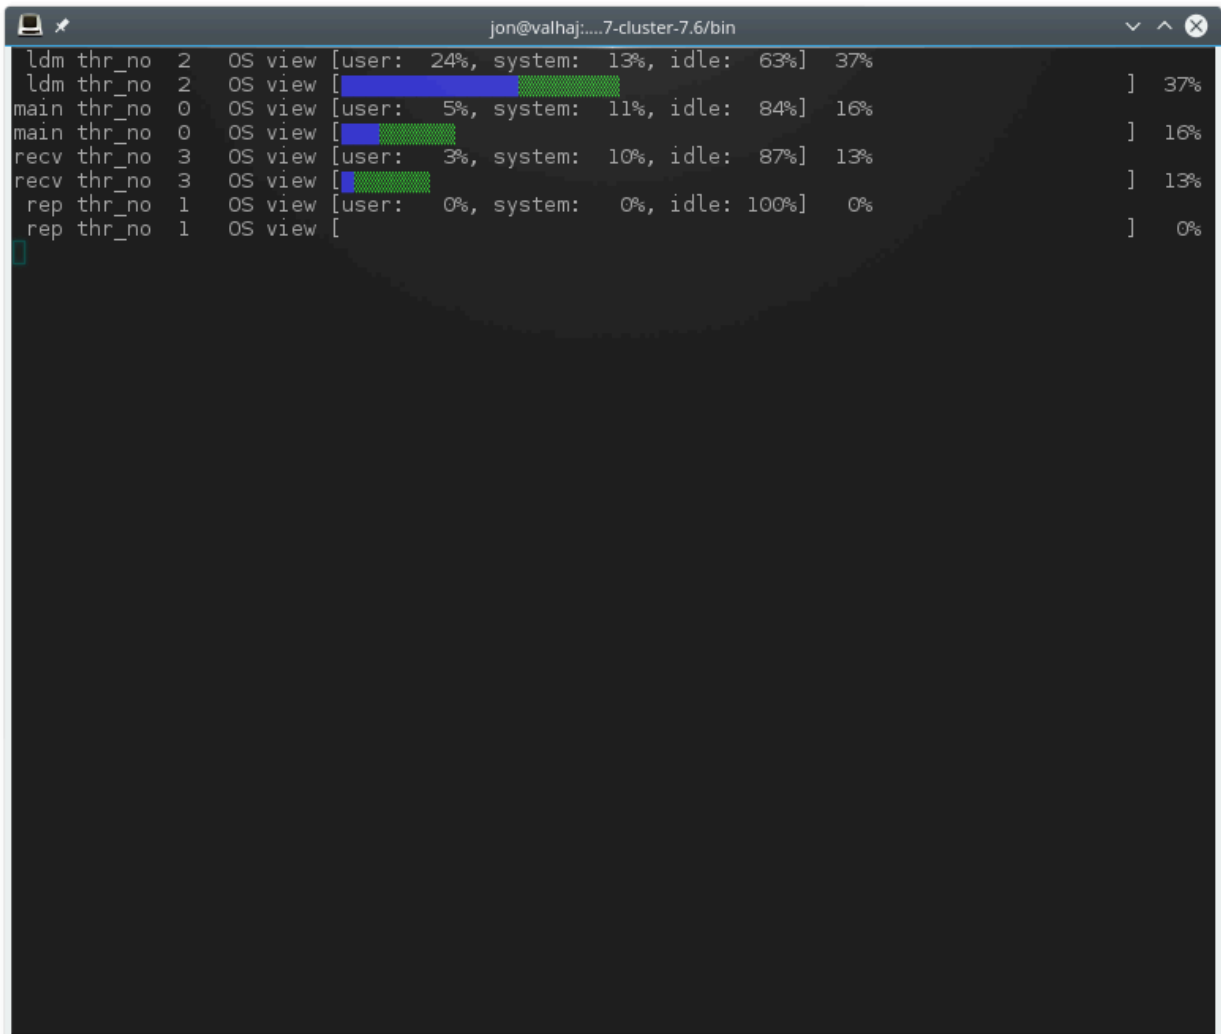 jon@valhaj:....7-cluster-7.6/bin
ldm thr_no 2 OS view [user: 24%, system: 13%, idle: 63%] 37%
ldm thr_no 2 OS view [ ] 37%
main thr_no 0 OS view [user: 5%, system: 11%, idle: 84%] 16%
main thr_no 0 OS view [ ] 16%
recv thr_no 3 OS view [user: 3%, system: 10%, idle: 87%] 13%
recv thr_no 3 OS view [ ] 13%
rep thr_no 1 OS view [user: 0%, system: 0%, idle: 100%] 0%
rep thr_no 1 OS view [ ] 0%